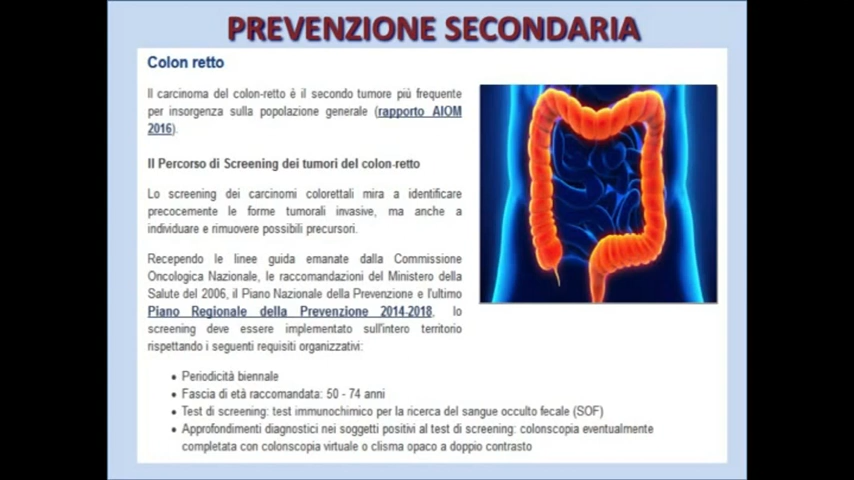 PREVENZIONE SECONDARIA
Colon retto
Il carcinoma del colon-retto è il secondo tumore più frequente
per insorgenza sulla popolazione generale (rapporto AIOM
2016).
Il Percorso di Screening dei tumori del colon-retto
Lo screening dei carcinomi colorettali mira a identificare
precocemente le forme tumorali invasive, ma anche a
individuare e rimuovere possibili precursori.
Recependo le linee guida emanate dalla Commissione
Oncologica Nazionale, le raccomandazioni del Ministero della
Salute del 2006, il Piano Nazionale della Prevenzione e l'ultimo
Piano Regionale della Prevenzione 2014-2018, lo
screening deve essere implementato sull'intero territorio
rispettando i seguenti requisiti organizzativi:
• Periodicità biennale
• Fascia di età raccomandata: 50 - 74 anni
• Test di screening: test immunochimico per la ricerca del sangue occulto fecale (SOF)
• Approfondimenti diagnostici nei soggetti positivi al test di screening: colonscopia eventualmente
completata con colonscopia virtuale o clisma opaco a doppio contrasto